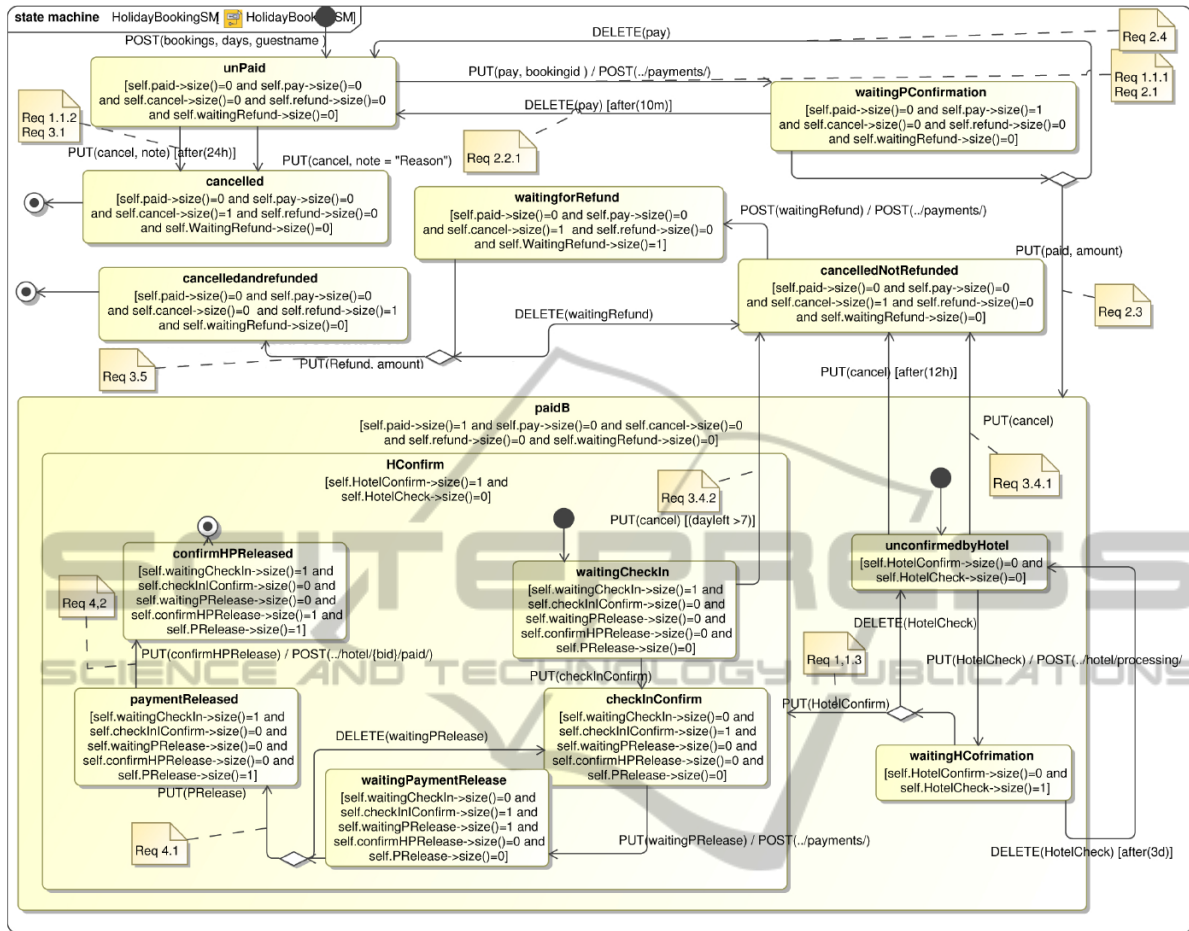 state machine HolidayBookingSM[ HolidayBookingSM]
POST(bookings, days, guestname )
DELETE(pay)
Req 2.4
unPaid
[self.paid->size()=0 and self.pay->size()=0
and self.cancel->size()=0 and self.refund->size()=0
and self.waitingRefund->size()=0]
PUT(pay, bookingid ) / POST(../payments/)
Req 1.1.1
Req 2.1
waitingPConfirmation
[self.paid->size()=0 and self.pay->size()=1
and self.cancel->size()=0 and self.refund->size()=0
and self.waitingRefund->size()=0]
DELETE(pay) [after(10m)]
Req 1.1.2
Req 3.1
Req 2.2.1
PUT(cancel, note) [after(24h)]
PUT(cancel, note = "Reason")
cancelled
[self.paid->size()=0 and self.pay->size()=0
and self.cancel->size()=1 and self.refund->size()=0
and self.WaitingRefund->size()=0]
waitingforRefund
[self.paid->size()=0 and self.pay->size()=0
and self.cancel->size()=1 and self.refund->size()=0
and self.WaitingRefund->size()=1]
POST(waitingRefund) / POST(../payments/)
PUT(paid, amount)
cancelledandrefunded
[self.paid->size()=0 and self.pay->size()=0
and self.cancel->size()=0 and self.refund->size()=1
and self.waitingRefund->size()=0]
cancelledNotRefunded
[self.paid->size()=0 and self.pay->size()=0
and self.cancel->size()=1 and self.refund->size()=0
and self.waitingRefund->size()=0]
Req 2.3
DELETE(waitingRefund)
Req 3.5
PUT(Refund, amount)
PUT(cancel) [after(12h)]
paidB
[self.paid->size()=1 and self.pay->size()=0 and self.cancel->size()=0
and self.refund->size()=0 and self.waitingRefund->size()=0]
PUT(cancel)
HConfirm
[self.HotelConfirm->size()=1 and
self.HotelCheck->size()=0]
Req 3.4.2
Req 3.4.1
PUT(cancel) [(dayleft >7)]
confirmHPReleased
[self.waitingCheckIn->size()=1 and
self.checkInIConfirm->size()=0 and
self.waitingPRelease->size()=0 and
self.confirmHPRelease->size()=1 and
self.PRelease->size()=1]
Req 4,2
waitingCheckIn
[self.waitingCheckIn->size()=1 and
self.checkInIConfirm->size()=0 and
self.waitingPRelease->size()=0 and
self.confirmHPRelease->size()=0 and
self.PRelease->size()=0]
unconfirmedbyHotel
[self.HotelConfirm->size()=0 and
self.HotelCheck->size()=0]
DELETE(HotelCheck)
PUT(confirmHPRelease) / POST(../hotel/{bid}/paid/)
Req 1,1.3
PUT(HotelCheck) / POST(../hotel/processing/
SCITEPRESS
SCIENCE AND TECHNOLOGY PUBLICATIONS
PUT(checkInConfirm)
paymentReleased
[self.waitingCheckIn->size()=1 and
self.checkInIConfirm->size()=0 and
self.waitingPRelease->size()=0 and
self.confirmHPRelease->size()=0 and
self.PRelease->size()=1]
checkInConfirm
[self.waitingCheckIn->size()=0 and
self.checkInIConfirm->size()=1 and
self.waitingPRelease->size()=0 and
self.confirmHPRelease->size()=0 and
self.PRelease->size()=0]
PUT(HotelConfirm)
DELETE(waitingPRelease)
waitingHCofrimation
[self.HotelConfirm->size()=0 and
self.HotelCheck->size()=1]
waitingPaymentRelease
[self.waitingCheckIn->size()=0 and
self.checkInIConfirm->size()=1 and
self.waitingPRelease->size()=1 and
self.confirmHPRelease->size()=0 and
self.PRelease->size()=0]
PUT(PRelease)
Req 4.1
PUT(waitingPRelease) / POST(../payments/)
DELETE(HotelCheck) [after(3d)]